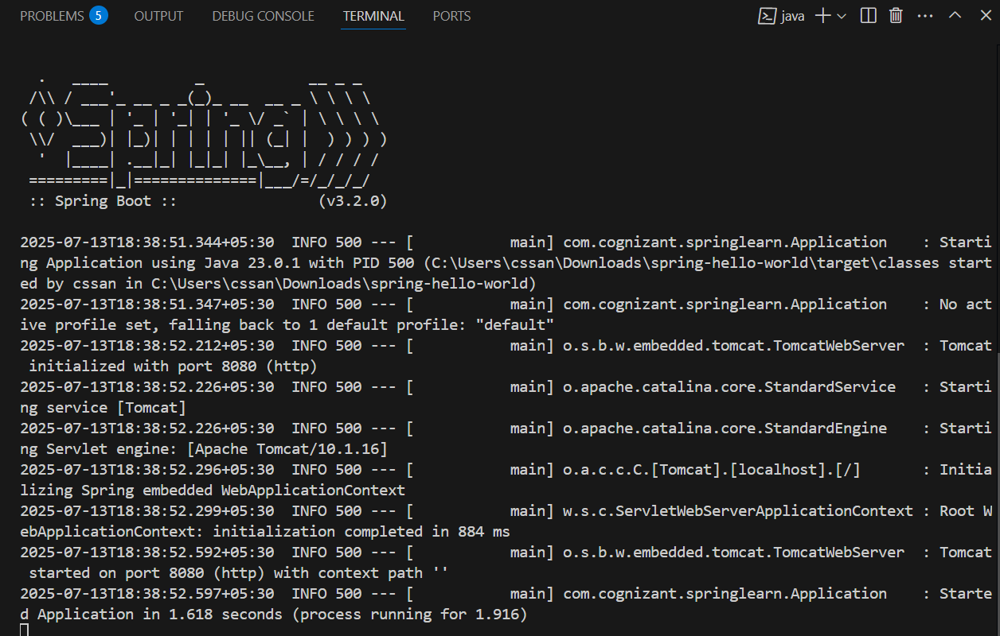 PROBLEMS 5 OUTPUT DEBUG CONSOLE TERMINAL PORTS java
  .   ____          _            __ _ _
 /\\ / ___'_ __ _ _(_)_ __  __ _ \ \ \ \
( ( )\___ | '_ | '_| | '_ \/ _` | \ \ \ \
 \\/  ___)| |_)| | | | | || (_| |  ) ) ) )
  '  |____| .__|_| |_|_| |_\__, | / / / /
 =========|_|==============|___/=/_/_/_/
 :: Spring Boot ::                (v3.2.0)
2025-07-13T18:38:51.344+05:30  INFO 500 --- [           main] com.cognizant.springlearn.Application    : Starti
ng Application using Java 23.0.1 with PID 500 (C:\Users\cssan\Downloads\spring-hello-world\target\classes start
ed by cssan in C:\Users\cssan\Downloads\spring-hello-world)
2025-07-13T18:38:51.347+05:30  INFO 500 --- [           main] com.cognizant.springlearn.Application    : No act
ive profile set, falling back to 1 default profile: "default"
2025-07-13T18:38:52.212+05:30  INFO 500 --- [           main] o.s.b.w.embedded.tomcat.TomcatWebServer  : Tomcat
 initialized with port 8080 (http)
2025-07-13T18:38:52.226+05:30  INFO 500 --- [           main] o.apache.catalina.core.StandardService   : Starti
ng service [Tomcat]
2025-07-13T18:38:52.226+05:30  INFO 500 --- [           main] o.apache.catalina.core.StandardEngine    : Starti
ng Servlet engine: [Apache Tomcat/10.1.16]
2025-07-13T18:38:52.296+05:30  INFO 500 --- [           main] o.a.c.c.C.[Tomcat].[localhost].[/]       : Initia
lizing Spring embedded WebApplicationContext
2025-07-13T18:38:52.299+05:30  INFO 500 --- [           main] w.s.c.ServletWebServerApplicationContext : Root W
ebApplicationContext: initialization completed in 884 ms
2025-07-13T18:38:52.592+05:30  INFO 500 --- [           main] o.s.b.w.embedded.tomcat.TomcatWebServer  : Tomcat
 started on port 8080 (http) with context path ''
2025-07-13T18:38:52.597+05:30  INFO 500 --- [           main] com.cognizant.springlearn.Application    : Starte
d Application in 1.618 seconds (process running for 1.916)